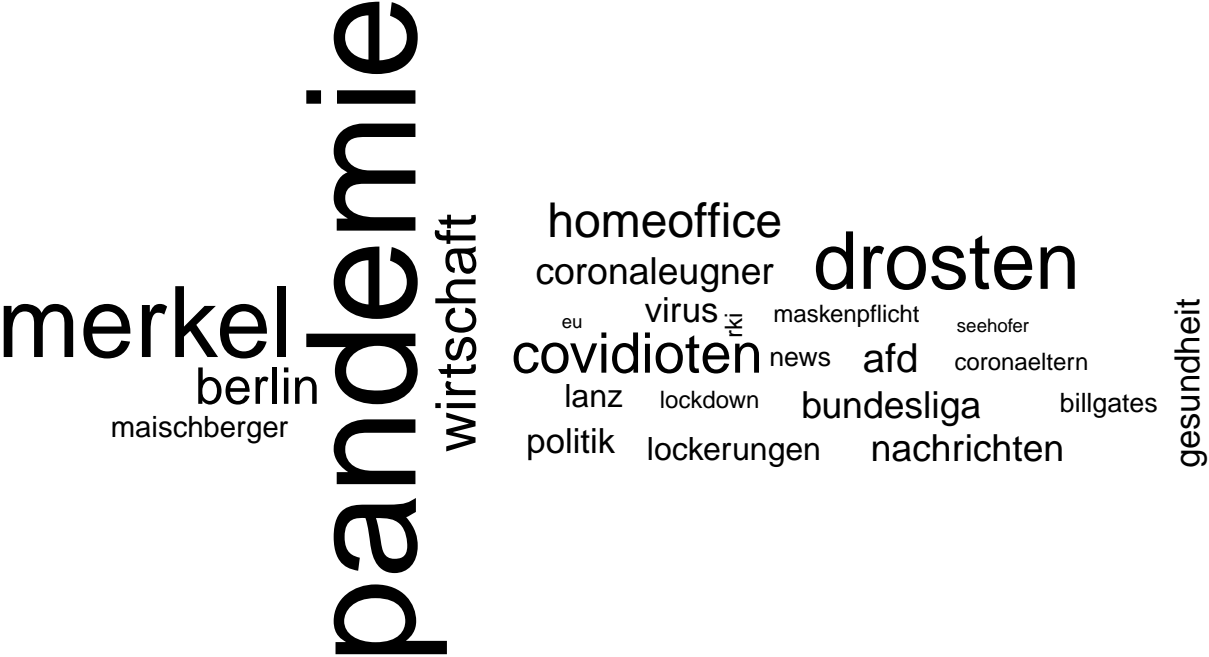 pandemie
merkel
berlin
maischberger
wirtschaft
homeoffice
drosten
coronaleugner
virus
rki
maskenpflicht
eu
seehofer
covidioten
news
afd
coronaeltern
lanz
lockdown
bundesliga
billgates
politik
lockerungen
nachrichten
gesundheit